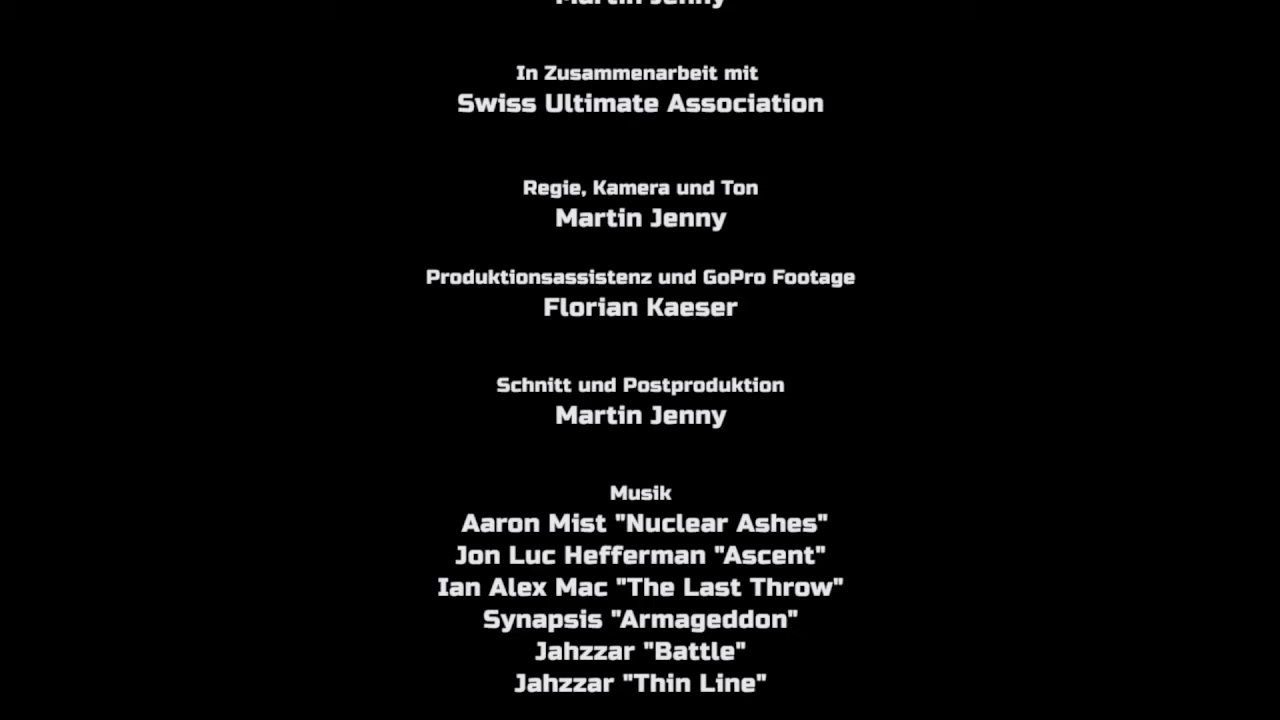 Martin Jenny
In Zusammenarbeit mit
Swiss Ultimate Association
Regie, Kamera und Ton
Martin Jenny
Produktionsassistenz und GoPro Footage
Florian Kaeser
Schnitt und Postproduktion
Martin Jenny
Musik
Aaron Mist "Nuclear Ashes"
Jon Luc Hefferman "Ascent"
Ian Alex Mac "The Last Throw"
Synapsis "Armageddon"
Jahzzar "Battle"
Jahzzar "Thin Line"